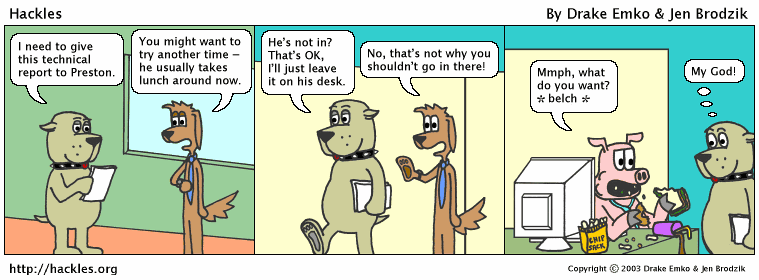 Hackles
By Drake Emko & Jen Brodzik
I need to give
this technical
report to Preston.
You might want to
try another time –
he usually takes
lunch around now.
He's not in?
That's OK,
I'll just leave
it on his desk.
No, that's not why you
shouldn't go in there!
Mmph, what
do you want?
* belch *
My God!
CHIP
SACK
http://hackles.org
Copyright © 2003 Drake Emko & Jen Brodzik